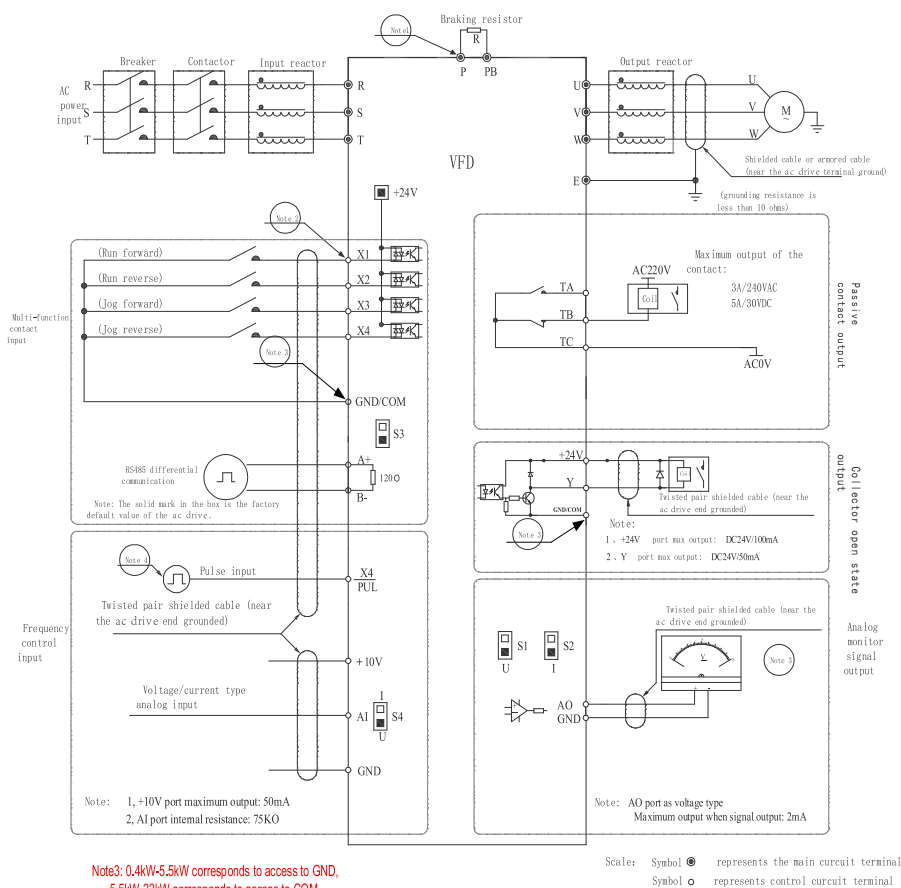 Braking resistor
Note1
R
P PB
Breaker Contactor Input reactor
Output reactor
AC
power
input
R
S
T
R
S
T
VFD
U
V
W
U
V
W
M
~
Shielded cable or armored cable
(near the ac drive terminal ground)
E
(grounding resistance is
less than 10 ohms)
+24V
Note 2
Multi-function
contact
input
(Run forward)
(Run reverse)
(Jog forward)
(Jog reverse)
X1
X2
X3
X4
Note 3
GND/COM
S3
RS485 differential
communication
A+
120Ω
B-
Note: The solid mark in the box is the factory
default value of the ac drive.
Maximum output of the
contact:
3A/240VAC
5A/30VDC
AC220V
Coil
TA
TB
TC
AC0V
Passive
contact output
+24V
Y
GND/COM
Coil
Twisted pair shielded cable (near the
ac drive end grounded)
Note 3
Note:
1 、+24V port max output: DC24V/100mA
2 、Y port max output: DC24V/50mA
Collector open state
output
Frequency
control
input
Note 4
Pulse input
X4
PUL
Twisted pair shielded cable (near
the ac drive end grounded)
+10V
Voltage/current type
analog input
AI
I
S4
U
GND
Note: 1, +10V port maximum output: 50mA
2, AI port internal resistance: 75KO
Twisted pair shielded cable (near the
ac drive end grounded)
S1
U
S2
I
V
+ -
Note 3
AO
GND
Analog
monitor
signal
output
Note: AO port as voltage type
Maximum output when signal output: 2mA
Note3: 0.4kW-5.5kW corresponds to access to GND,
5.5kW-22kW corresponds to access to COM
Scale: Symbol represents the main curcuit terminal
Symbol represents control curcuit terminal